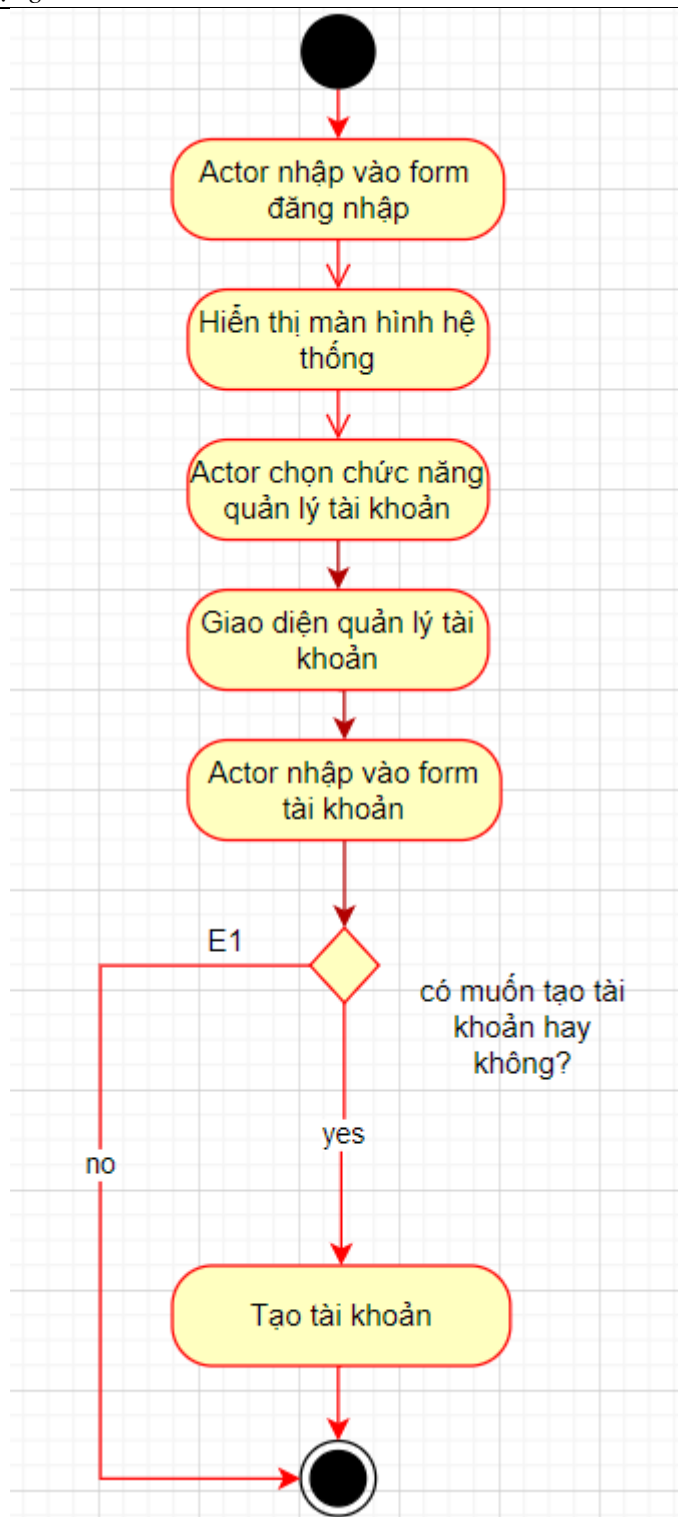 Actor nhập vào form
đăng nhập
Hiển thị màn hình hệ
thống
Actor chọn chức năng
quản lý tài khoản
Giao diện quản lý tài
khoản
Actor nhập vào form
tài khoản
E1
có muốn tạo tài
khoản hay
không?
yes
no
Tạo tài khoản